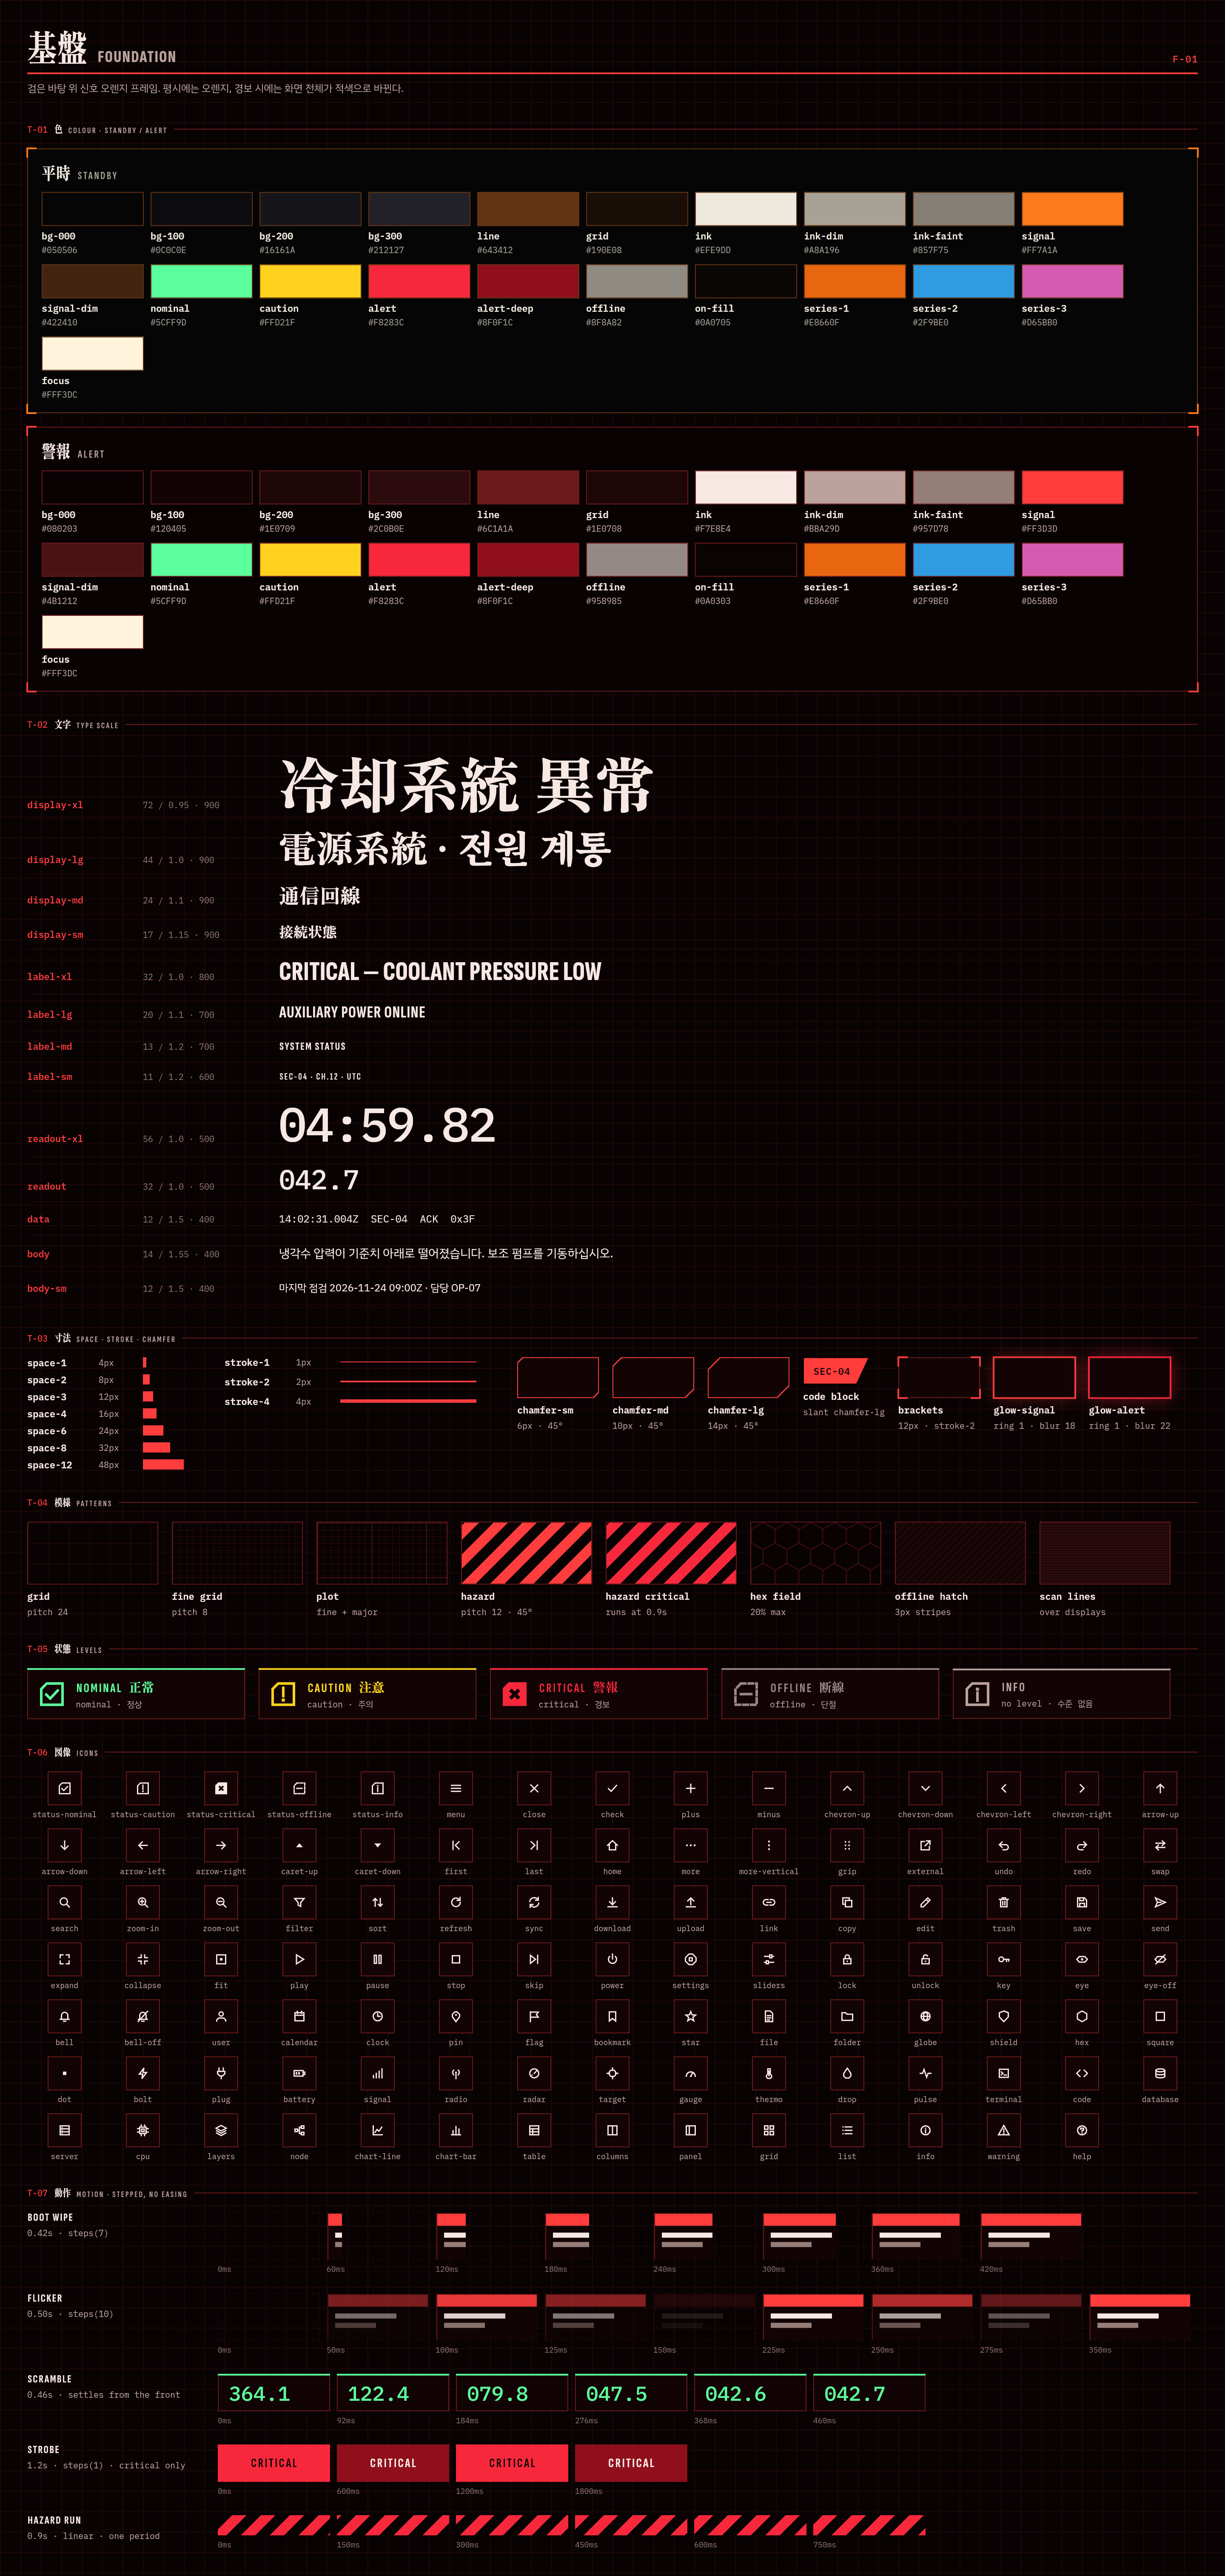 基盤 FOUNDATION
F-01
검은 바탕 위 신호 오렌지 프레임. 평시에는 오렌지, 경보 시에는 화면 전체가 적색으로 바뀐다.
T-01 色 COLOUR · STANDBY / ALERT
平時 STANDBY
bg-000 bg-100 bg-200 bg-300 line grid ink ink-dim ink-faint signal
#050506 #0C0C0E #16161A #212127 #643412 #190E08 #EFE9DD #A8A196 #857F75 #FF7A1A
signal-dim nominal caution alert alert-deep offline on-fill series-1 series-2 series-3
#422410 #5CFF9D #FFD21F #F8283C #8F0F1C #8F8A82 #0A0705 #E8660F #2F9BE0 #D65BB0
focus
#FFF3DC
警報 ALERT
bg-000 bg-100 bg-200 bg-300 line grid ink ink-dim ink-faint signal
#080203 #120405 #1E0709 #2C0B0E #6C1A1A #1E0708 #F7E8E4 #BBA29D #957D78 #FF3D3D
signal-dim nominal caution alert alert-deep offline on-fill series-1 series-2 series-3
#4B1212 #5CFF9D #FFD21F #F8283C #8F0F1C #958985 #0A0303 #E8660F #2F9BE0 #D65BB0
focus
#FFF3DC
T-02 文字 TYPE SCALE
display-xl 72 / 0.95 · 900 冷却系統 異常
display-lg 44 / 1.0 · 900 電源系統 · 전원 계통
display-md 24 / 1.1 · 900 通信回線
display-sm 17 / 1.15 · 900 接続状態
label-xl 32 / 1.0 · 800 CRITICAL — COOLANT PRESSURE LOW
label-lg 20 / 1.1 · 700 AUXILIARY POWER ONLINE
label-md 13 / 1.2 · 700 SYSTEM STATUS
label-sm 11 / 1.2 · 600 SEC-04 · CH.12 · UTC
readout-xl 56 / 1.0 · 500 04:59.82
readout 32 / 1.0 · 500 042.7
data 12 / 1.5 · 400 14:02:31.004Z SEC-04 ACK 0x3F
body 14 / 1.55 · 400 냉각수 압력이 기준치 아래로 떨어졌습니다. 보조 펌프를 기동하십시오.
body-sm 12 / 1.5 · 400 마지막 점검 2026-11-24 09:00Z · 담당 OP-07
T-03 寸法 SPACE · STROKE · CHAMFER
space-1 4px
space-2 8px
space-3 12px
space-4 16px
space-6 24px
space-8 32px
space-12 48px
stroke-1 1px
stroke-2 2px
stroke-4 4px
SEC-04
chamfer-sm chamfer-md chamfer-lg code block brackets glow-signal glow-alert
6px · 45° 10px · 45° 14px · 45° slant chamfer-lg 12px · stroke-2 ring 1 · blur 18 ring 1 · blur 22
T-04 模様 PATTERNS
grid fine grid plot hazard hazard critical hex field offline hatch scan lines
pitch 24 pitch 8 fine + major pitch 12 · 45° runs at 0.9s 20% max 3px stripes over displays
T-05 状態 LEVELS
NOMINAL 正常 CAUTION 注意 CRITICAL 警報 OFFLINE 断線 INFO
nominal · 정상 caution · 주의 critical · 경보 offline · 단절 no level · 수준 없음
T-06 図像 ICONS
status-nominal status-caution status-critical status-offline status-info menu close check plus minus chevron-up chevron-down chevron-left chevron-right arrow-up
arrow-down arrow-left arrow-right caret-up caret-down first last home more more-vertical grip external undo redo swap
search zoom-in zoom-out filter sort refresh sync download upload link copy edit trash save send
expand collapse fit play pause stop skip power settings sliders lock unlock key eye eye-off
bell bell-off user calendar clock pin flag bookmark star file folder globe shield hex square
dot bolt plug battery signal radio radar target gauge thermo drop pulse terminal code database
server cpu layers node chart-line chart-bar table columns panel grid list info warning help
T-07 動作 MOTION · STEPPED, NO EASING
BOOT WIPE
0.42s · steps(7)
0ms 60ms 120ms 180ms 240ms 300ms 360ms 420ms
FLICKER
0.50s · steps(10)
0ms 50ms 100ms 125ms 150ms 225ms 250ms 275ms 350ms
SCRAMBLE
0.46s · settles from the front
364.1 122.4 079.8 047.5 042.6 042.7
0ms 92ms 184ms 276ms 368ms 460ms
STROBE
1.2s · steps(1) · critical only
CRITICAL CRITICAL CRITICAL CRITICAL
0ms 600ms 1200ms 1800ms
HAZARD RUN
0.9s · linear · one period
0ms 150ms 300ms 450ms 600ms 750ms